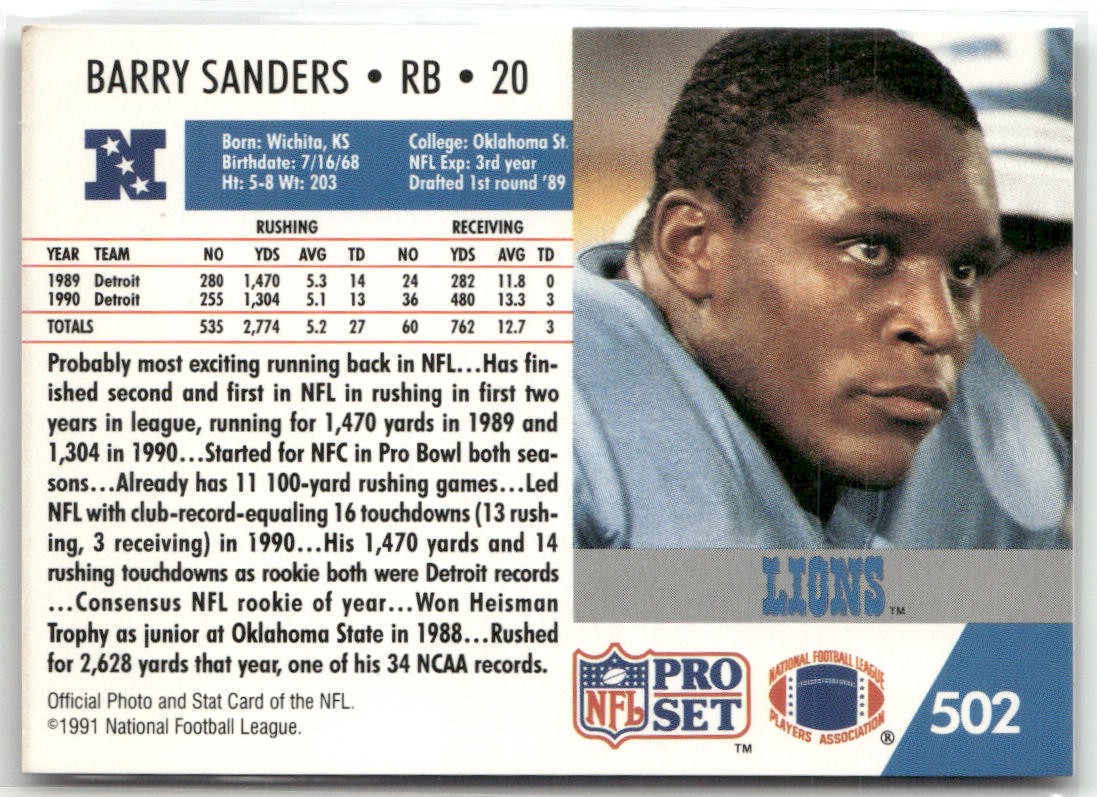 BARRY SANDERS • RB • 20
N
Born: Wichita, KS
Birthdate: 7/16/68
Ht: 5-8 Wt: 203
College: Oklahoma St.
NFL Exp: 3rd year
Drafted 1st round '89
RUSHING RECEIVING
YEAR TEAM NO YDS AVG TD NO YDS AVG TD
1989 Detroit 280 1,470 5.3 14 24 282 11.8 0
1990 Detroit 255 1,304 5.1 13 36 480 13.3 3
TOTALS 535 2,774 5.2 27 60 762 12.7 3
Probably most exciting running back in NFL...Has fin-
ished second and first in NFL in rushing in first two
years in league, running for 1,470 yards in 1989 and
1,304 in 1990...Started for NFC in Pro Bowl both sea-
sons...Already has 11 100-yard rushing games...Led
NFL with club-record-equaling 16 touchdowns (13 rush-
ing, 3 receiving) in 1990...His 1,470 yards and 14
rushing touchdowns as rookie both were Detroit records
...Consensus NFL rookie of year...Won Heisman
Trophy as junior at Oklahoma State in 1988...Rushed
for 2,628 yards that year, one of his 34 NCAA records.
Official Photo and Stat Card of the NFL.
©1991 National Football League.
LIONS TM
NFL PRO
SET
TM
NATIONAL FOOTBALL LEAGUE
PLAYERS ASSOCIATION ®
502